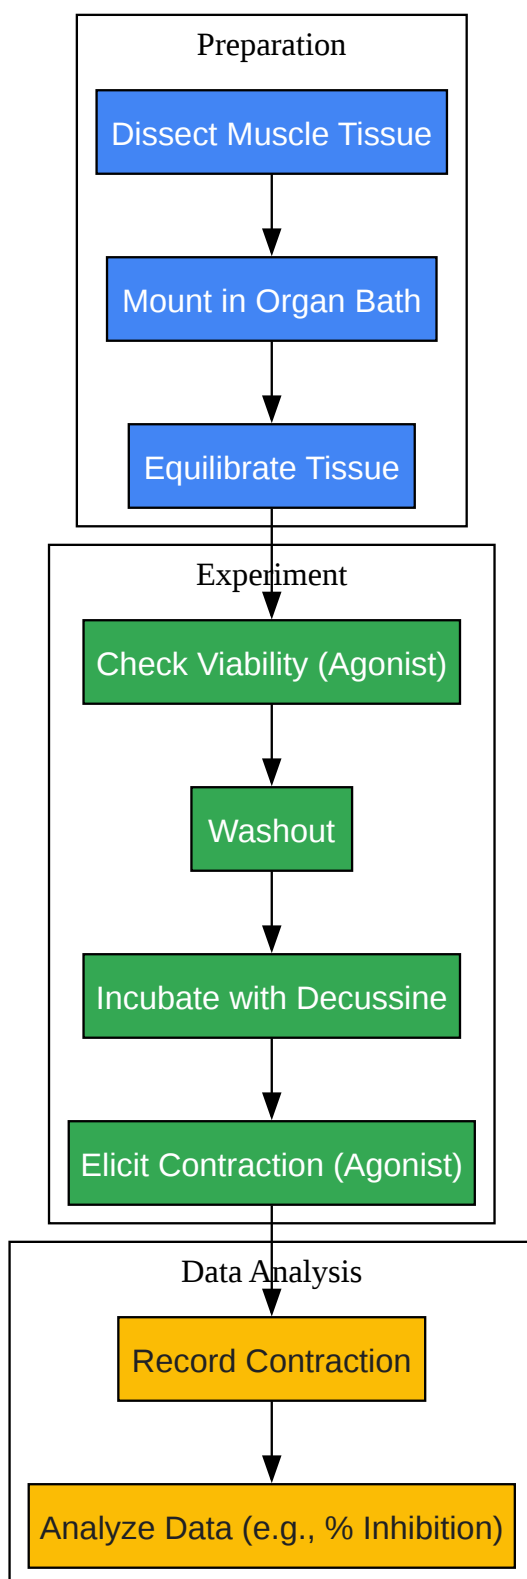 Preparation
Dissect Muscle Tissue
Mount in Organ Bath
Equilibrate Tissue
Experiment
Check Viability (Agonist)
Washout
Incubate with Decussine
Elicit Contraction (Agonist)
Data Analysis
Record Contraction
Analyze Data (e.g., % Inhibition)